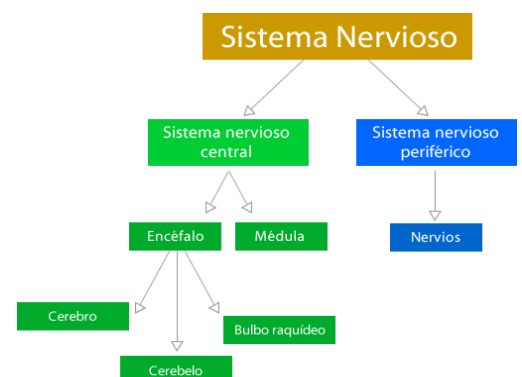 Sistema Nervioso
Sistema nervioso
central
Sistema nervioso
periférico
Encéfalo
Médula
Nervios
Cerebro
Bulbo raquídeo
Cerebelo